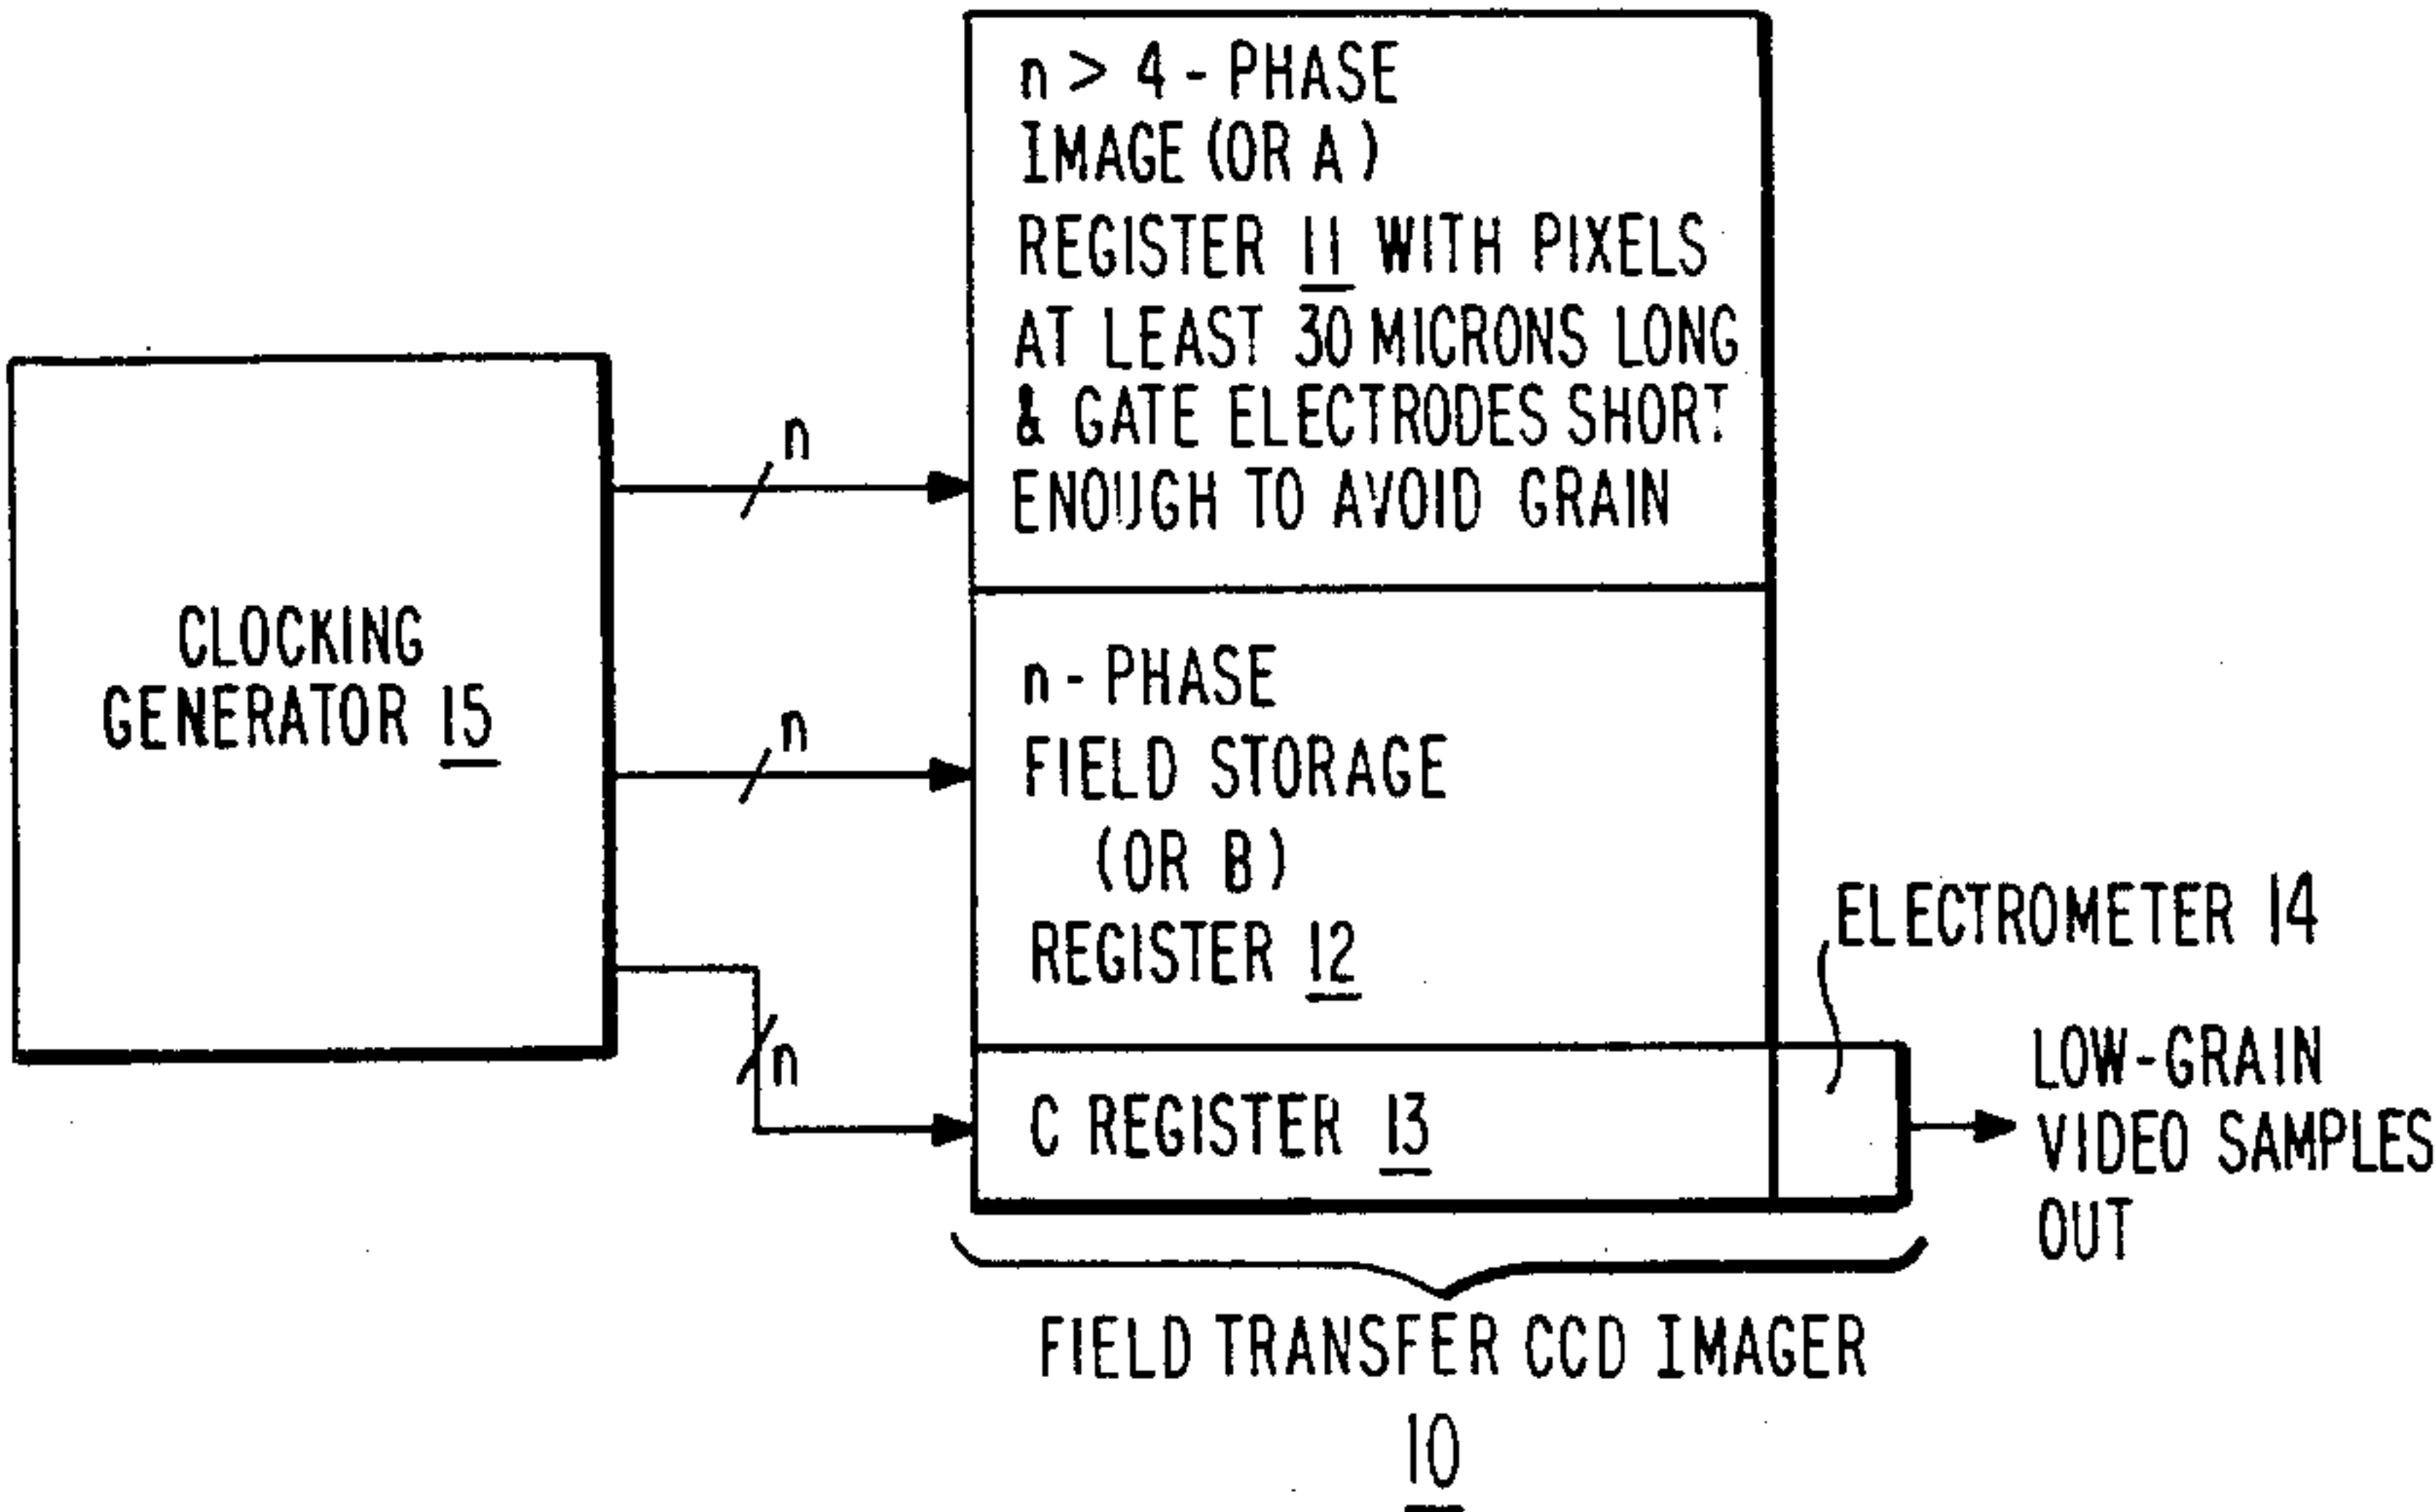 n > 4 - PHASE
IMAGE (OR A)
REGISTER 11 WITH PIXELS
AT LEAST 30 MICRONS LONG
& GATE ELECTRODES SHORT
ENOUGH TO AVOID GRAIN
n
CLOCKING
GENERATOR 15
n
n - PHASE
FIELD STORAGE
(OR B)
REGISTER 12
ELECTROMETER 14
n
C REGISTER 13
LOW-GRAIN
VIDEO SAMPLES
OUT
FIELD TRANSFER CCD IMAGER
10